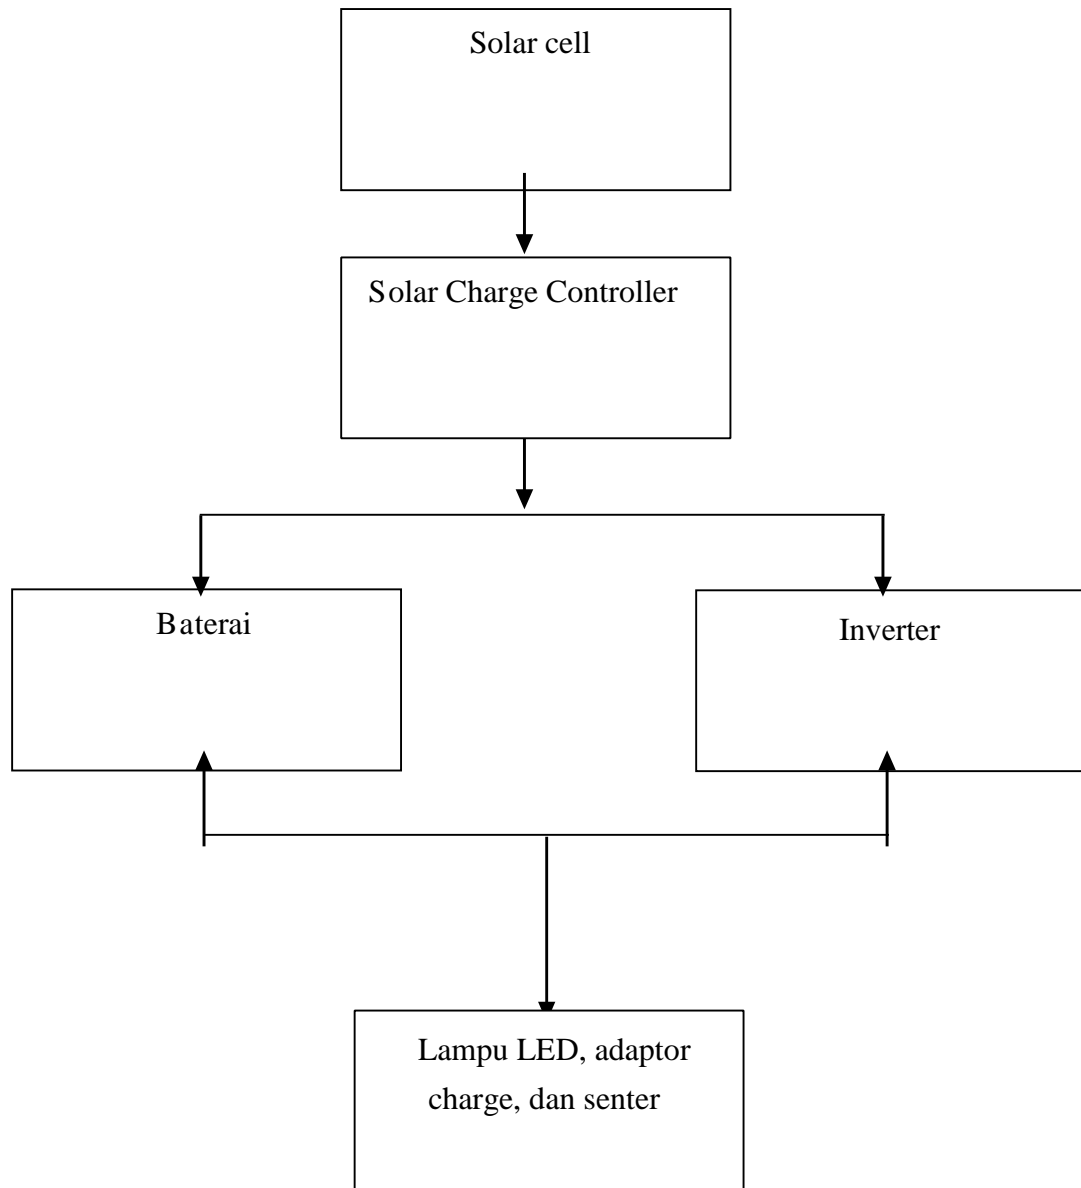 Solar cell
Solar Charge Controller
Baterai
Inverter
Lampu LED, adaptor
charge, dan senter